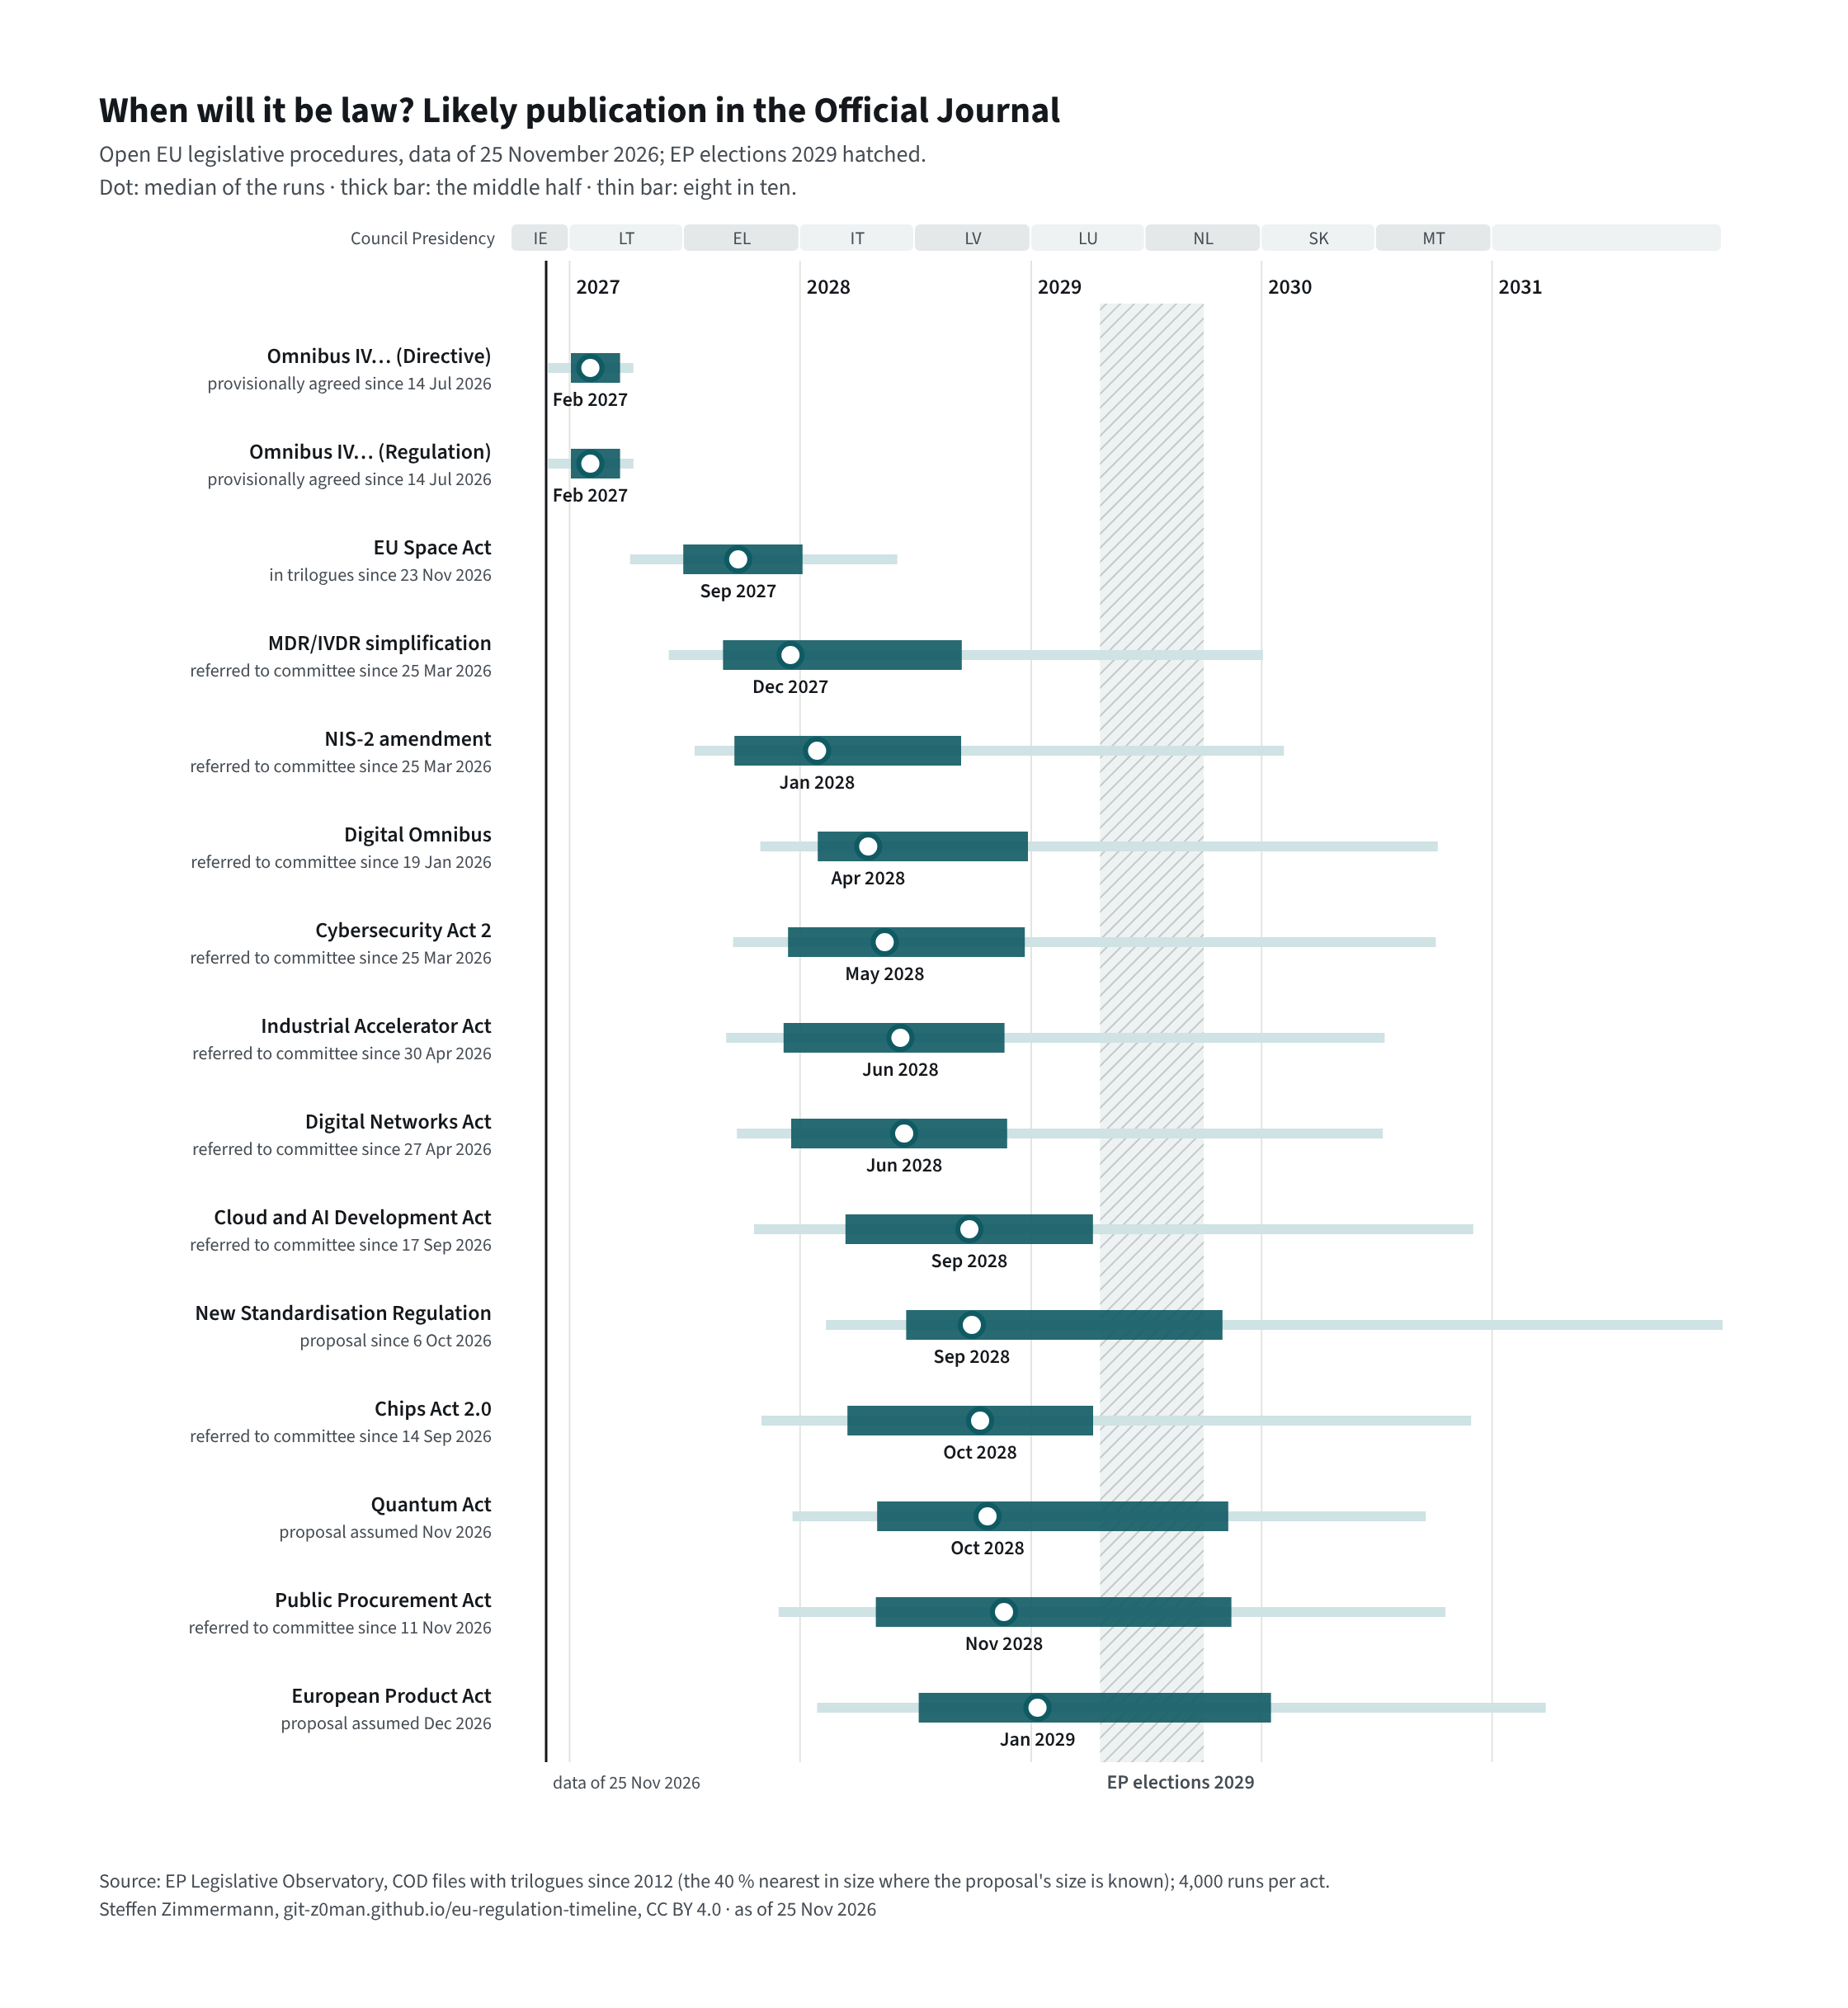 When will it be law? Likely publication in the Official Journal
Open EU legislative procedures, data of 25 November 2026; EP elections 2029 hatched.
Dot: median of the runs · thick bar: the middle half · thin bar: eight in ten.
Council Presidency IE LT EL IT LV LU NL SK MT
2027 2028 2029 2030 2031
Omnibus IV… (Directive)
provisionally agreed since 14 Jul 2026
Feb 2027
Omnibus IV… (Regulation)
provisionally agreed since 14 Jul 2026
Feb 2027
EU Space Act
in trilogues since 23 Nov 2026
Sep 2027
MDR/IVDR simplification
referred to committee since 25 Mar 2026
Dec 2027
NIS-2 amendment
referred to committee since 25 Mar 2026
Jan 2028
Digital Omnibus
referred to committee since 19 Jan 2026
Apr 2028
Cybersecurity Act 2
referred to committee since 25 Mar 2026
May 2028
Industrial Accelerator Act
referred to committee since 30 Apr 2026
Jun 2028
Digital Networks Act
referred to committee since 27 Apr 2026
Jun 2028
Cloud and AI Development Act
referred to committee since 17 Sep 2026
Sep 2028
New Standardisation Regulation
proposal since 6 Oct 2026
Sep 2028
Chips Act 2.0
referred to committee since 14 Sep 2026
Oct 2028
Quantum Act
proposal assumed Nov 2026
Oct 2028
Public Procurement Act
referred to committee since 11 Nov 2026
Nov 2028
European Product Act
proposal assumed Dec 2026
Jan 2029
data of 25 Nov 2026 EP elections 2029
Source: EP Legislative Observatory, COD files with trilogues since 2012 (the 40 % nearest in size where the proposal's size is known); 4,000 runs per act.
Steffen Zimmermann, git-z0man.github.io/eu-regulation-timeline, CC BY 4.0 · as of 25 Nov 2026